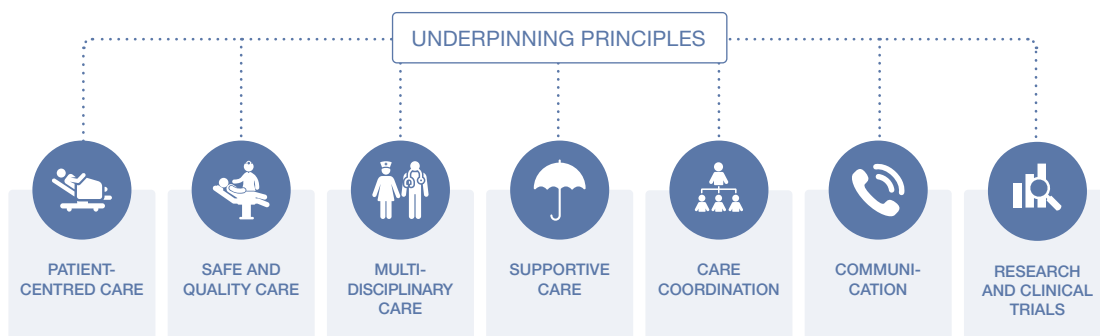 UNDERPINNING PRINCIPLES
PATIENT-
CENTRED CARE
SAFE AND
QUALITY CARE
MULTI-
DISCIPLINARY
CARE
SUPPORTIVE
CARE
CARE
COORDINATION
COMMUNI-
CATION
RESEARCH
AND CLINICAL
TRIALS